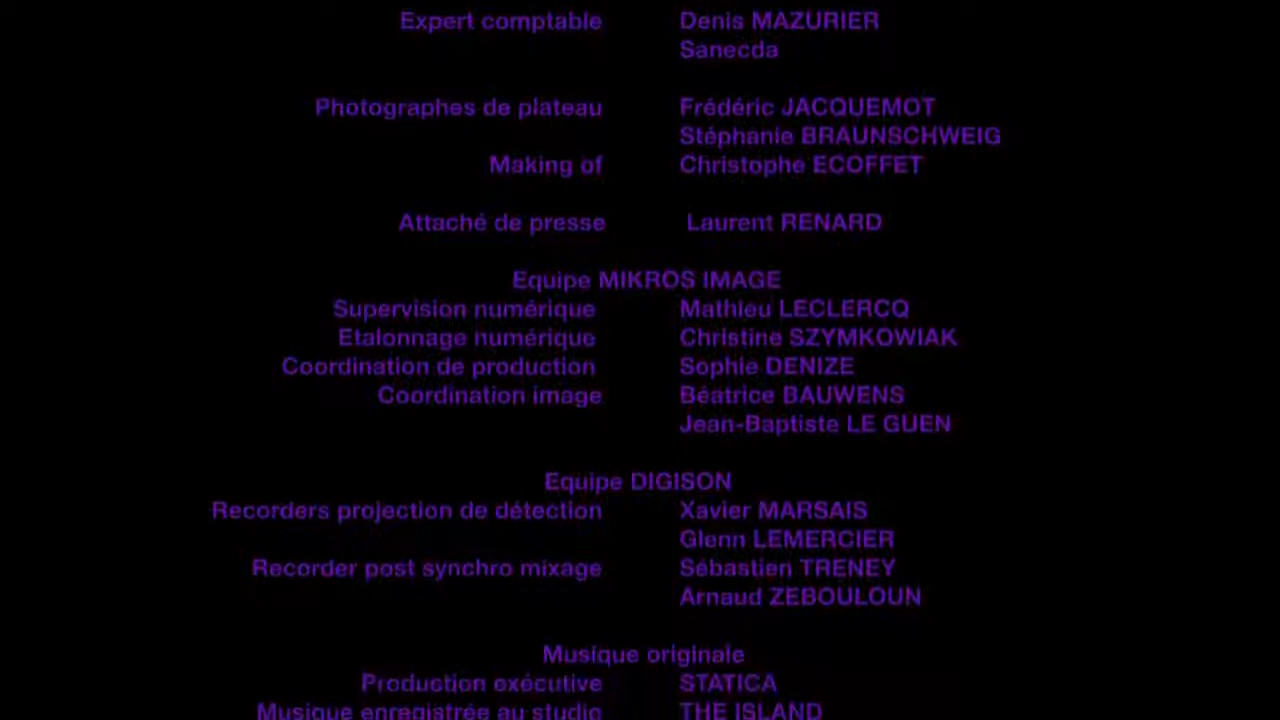 Expert comptable Denis MAZURIER
Sanecda
Photographes de plateau Frédéric JACQUEMOT
Stéphanie BRAUNSCHWEIG
Making of Christophe ECOFFET
Attaché de presse Laurent RENARD
Equipe MIKROS IMAGE
Supervision numérique Mathieu LECLERCQ
Etalonnage numérique Christine SZYMKOWIAK
Coordination de production Sophie DENIZE
Coordination image Béatrice BAUWENS
Jean-Baptiste LE GUEN
Equipe DIGISON
Recorders projection de détection Xavier MARSAIS
Glenn LEMERCIER
Recorder post synchro mixage Sébastien TRENEY
Arnaud ZEBOULOUN
Musique originale
Production exécutive STATICA
Musique enregistrée au studio THE ISLAND